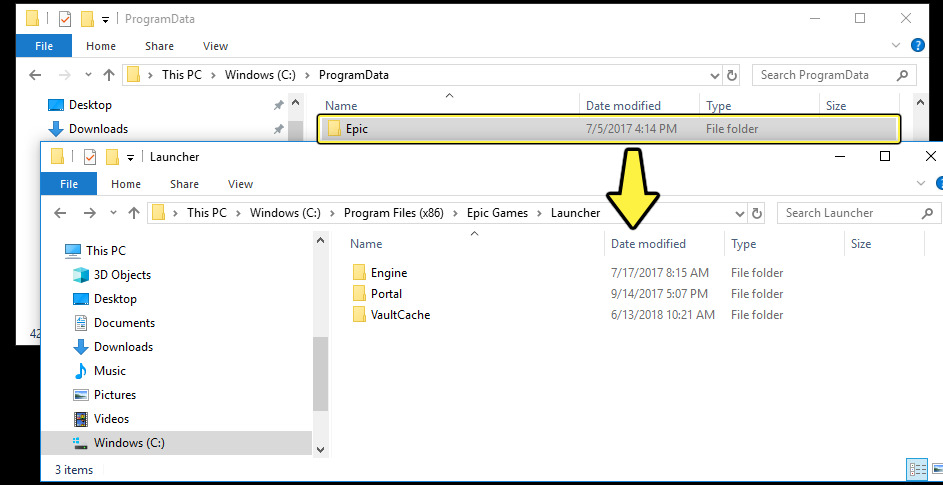 ProgramData
File Home Share View
This PC Windows (C:) ProgramData Search ProgramData
Name Date modified Type Size
Desktop
Downloads
Epic 7/5/2017 4:14 PM File folder
42
Launcher
File Home Share View
This PC Windows (C:) Program Files (x86) Epic Games Launcher Search Launcher
Name Date modified Type Size
This PC
3D Objects
Desktop
Documents
Downloads
Music
Pictures
Videos
Windows (C:)
Engine 7/17/2017 8:15 AM File folder
Portal 9/14/2017 5:07 PM File folder
VaultCache 6/13/2018 10:21 AM File folder
3 items